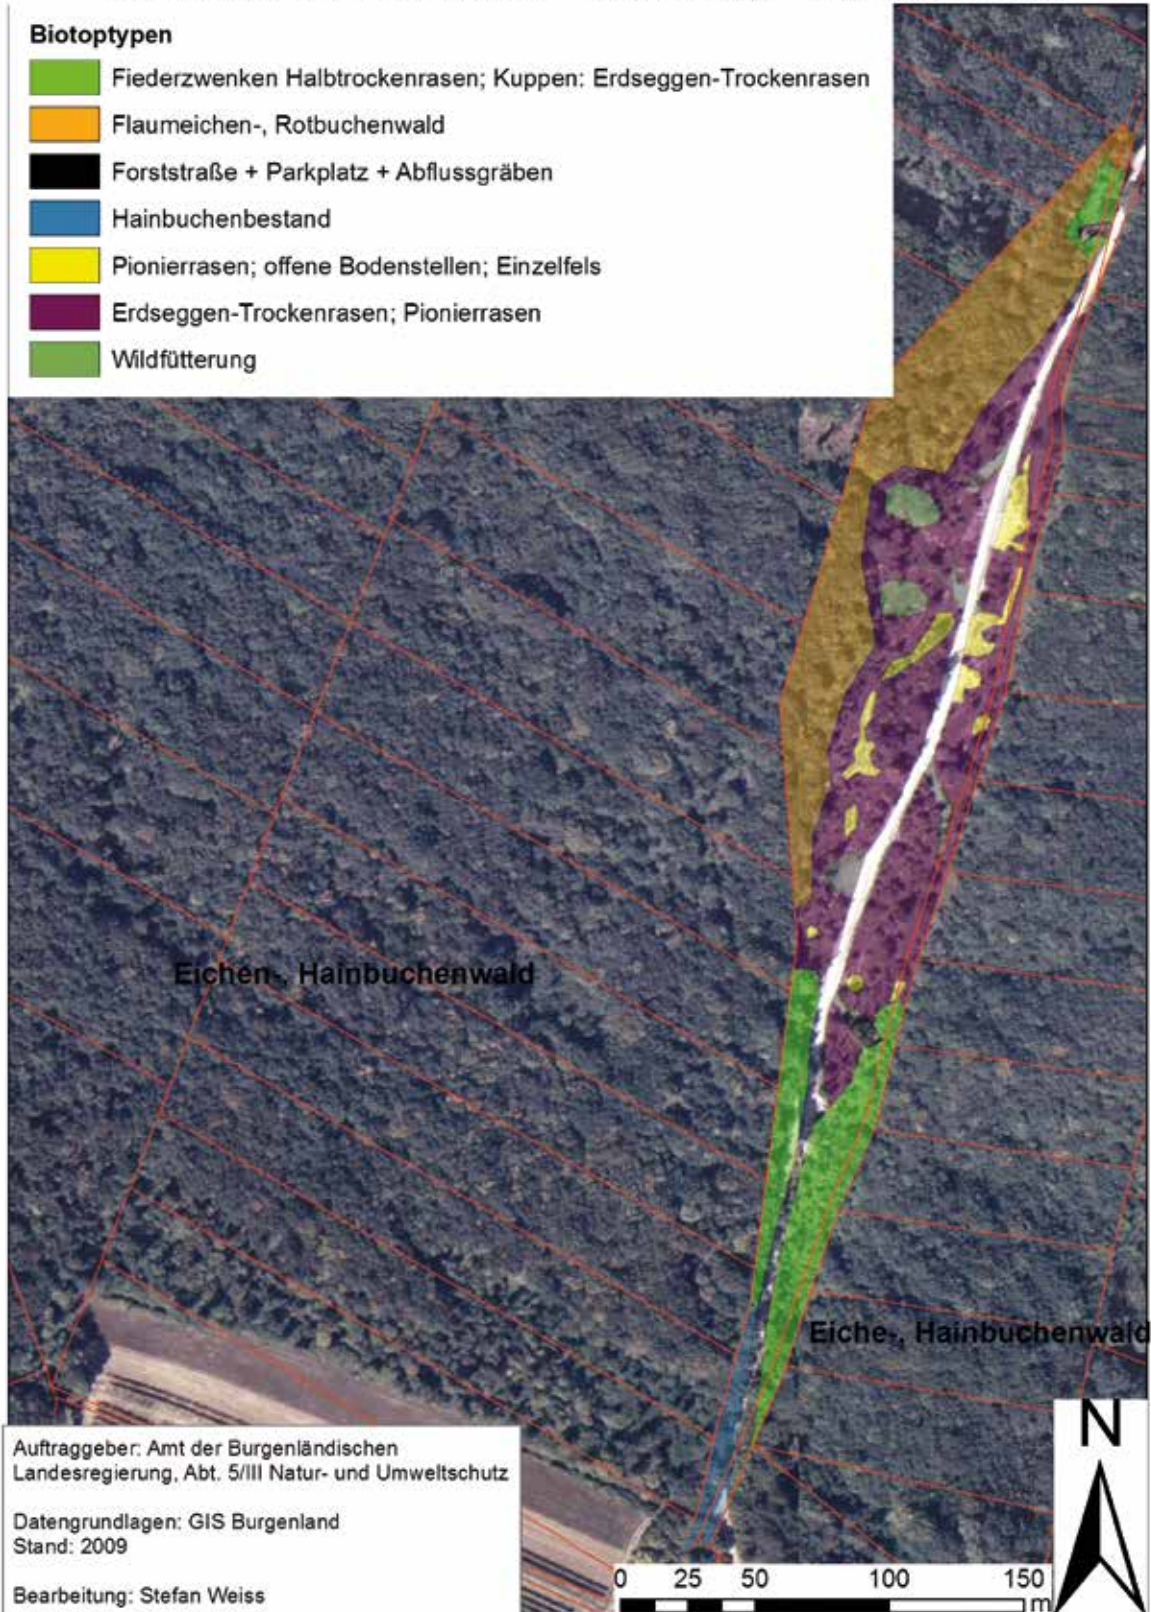 Biotoptypen
Fiederzwenken Halbtrockenrasen; Kuppen: Erdseggen-Trockenrasen
Flaumeichen-, Rotbuchenwald
Forststraße + Parkplatz + Abflussgräben
Hainbuchenbestand
Pionierrasen; offene Bodenstellen; Einzelfels
Erdseggen-Trockenrasen; Pionierrasen
Wildfütterung
Eichen-, Hainbuchenwald
Eiche-, Hainbuchenwald
Auftraggeber: Amt der Burgenländischen
Landesregierung, Abt. 5/III Natur- und Umweltschutz
Datengrundlagen: GIS Burgenland
Stand: 2009
Bearbeitung: Stefan Weiss
N
0 25 50 100 150
m